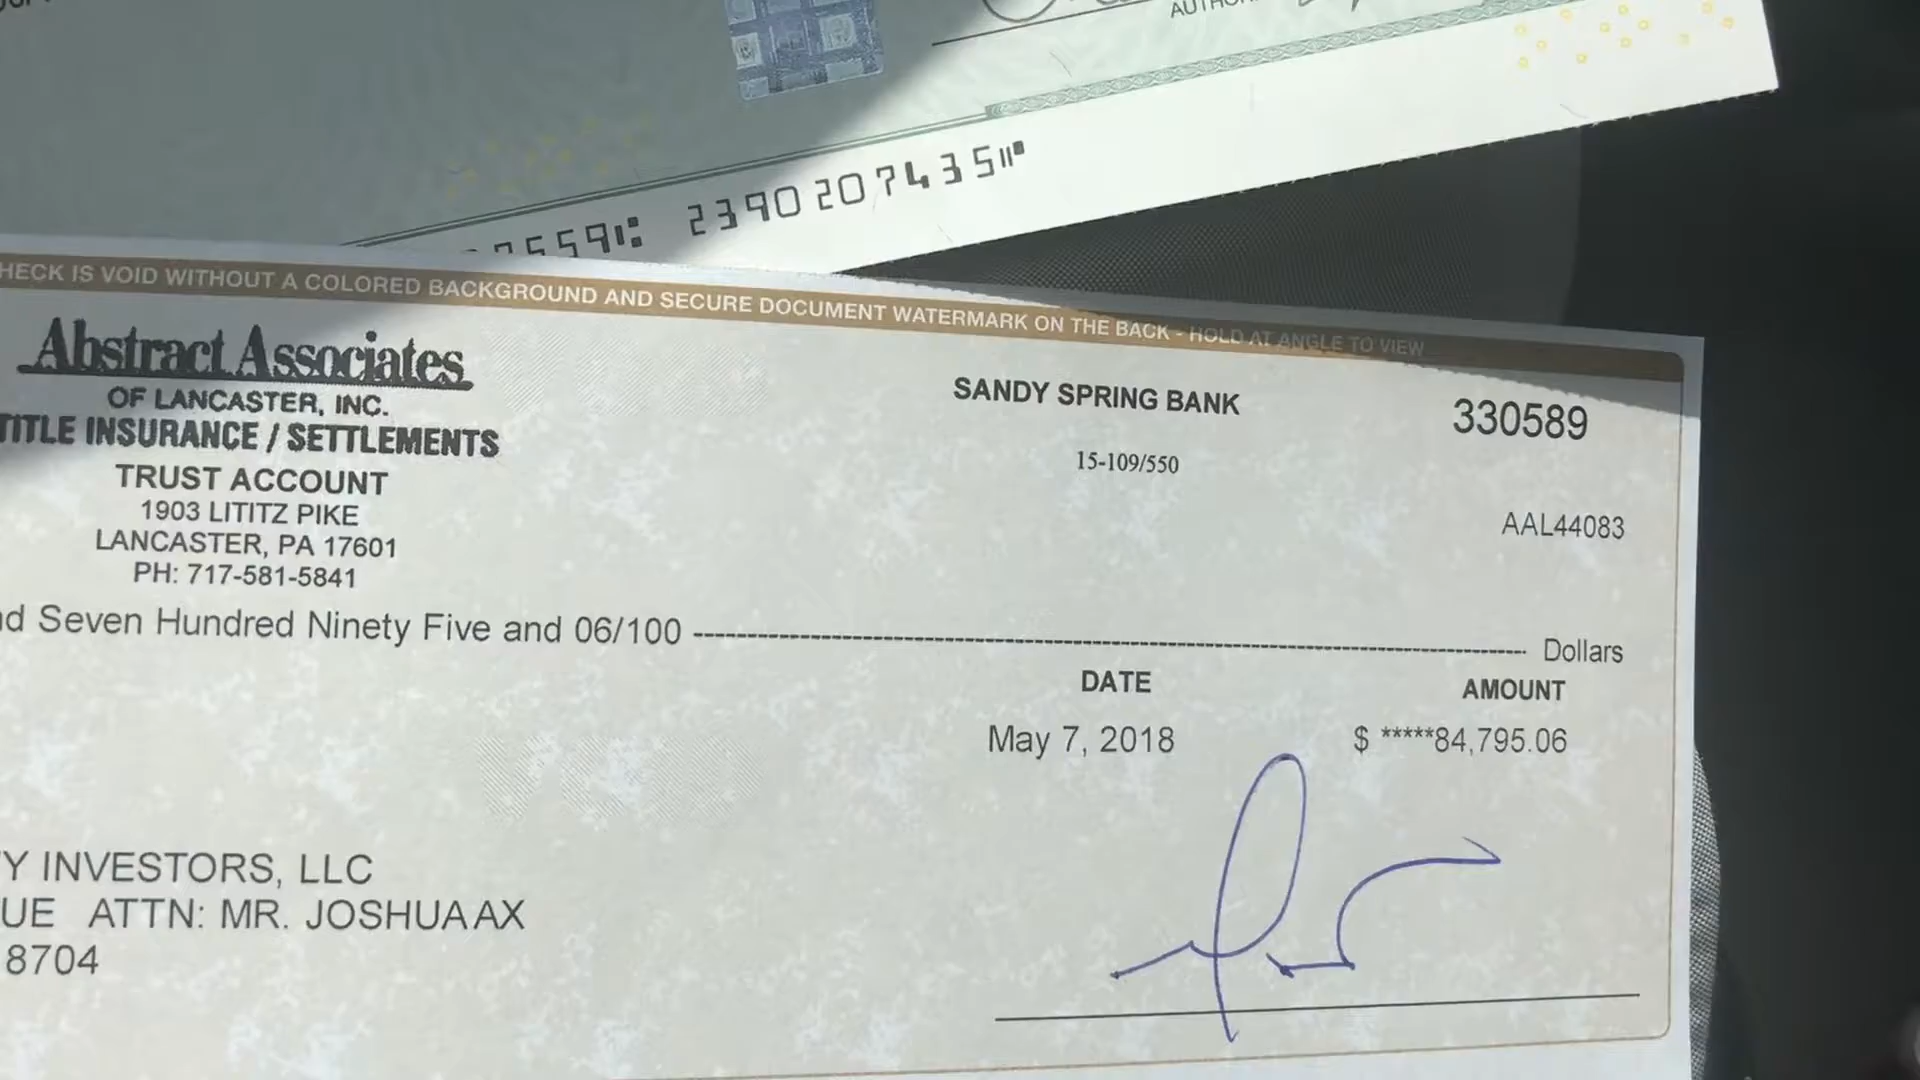 AUTHOR
5591⑆ 2390207435⑈
HECK IS VOID WITHOUT A COLORED BACKGROUND AND SECURE DOCUMENT WATERMARK ON THE BACK - HOLD AT ANGLE TO VIEW
Abstract Associates
OF LANCASTER, INC.
TITLE INSURANCE / SETTLEMENTS
TRUST ACCOUNT
1903 LITITZ PIKE
LANCASTER, PA 17601
PH: 717-581-5841
SANDY SPRING BANK
15-109/550
330589
AAL44083
d Seven Hundred Ninety Five and 06/100 Dollars
DATE
May 7, 2018
AMOUNT
$ *****84,795.06
Y INVESTORS, LLC
UE ATTN: MR. JOSHUA AX
8704